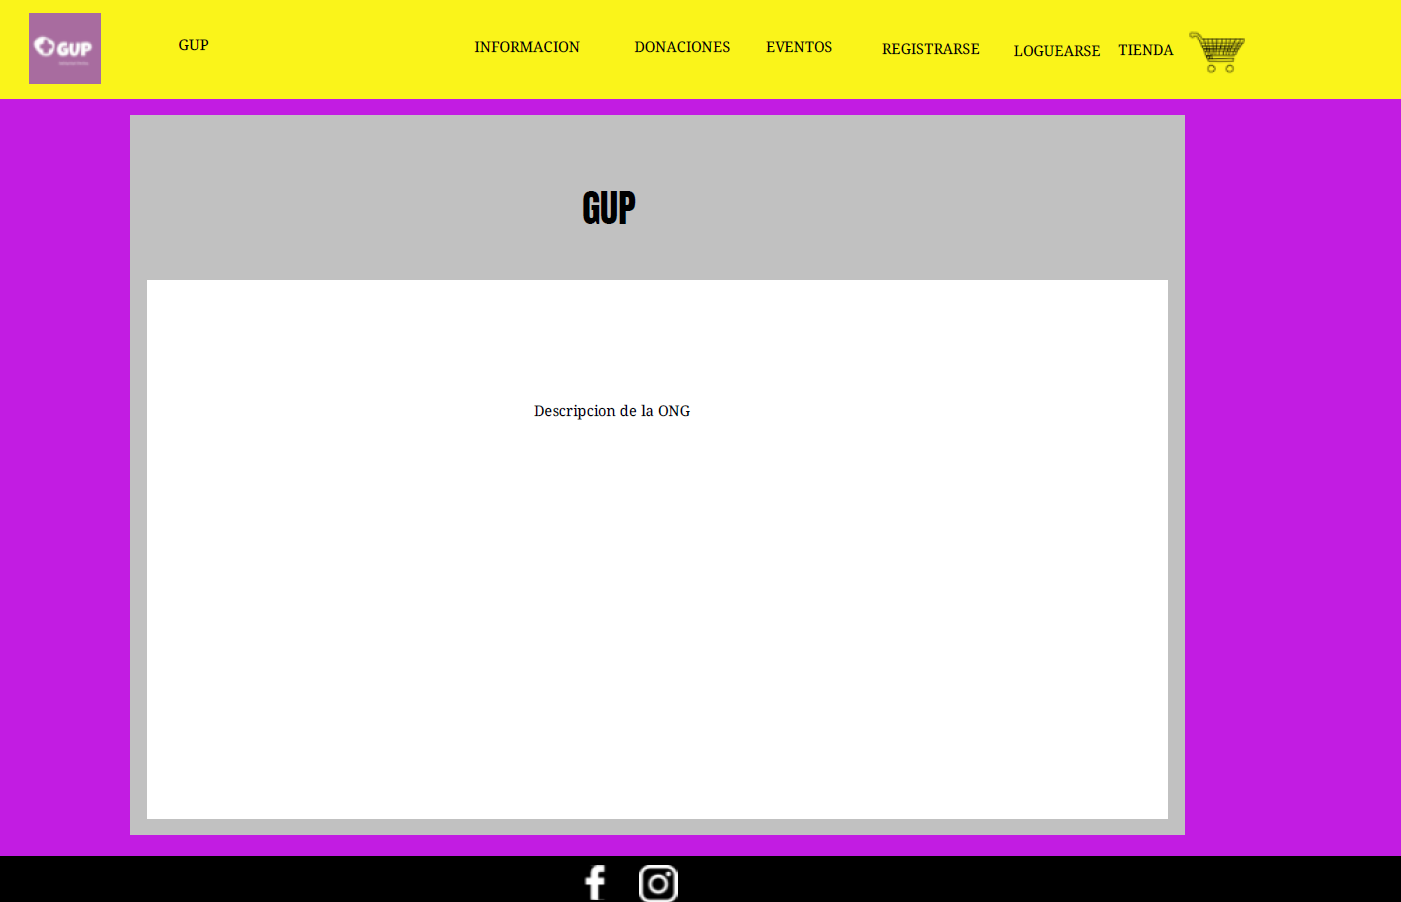 GUP
GUP
INFORMACION
DONACIONES
EVENTOS
REGISTRARSE
LOGUEARSE
TIENDA
GUP
Descripcion de la ONG